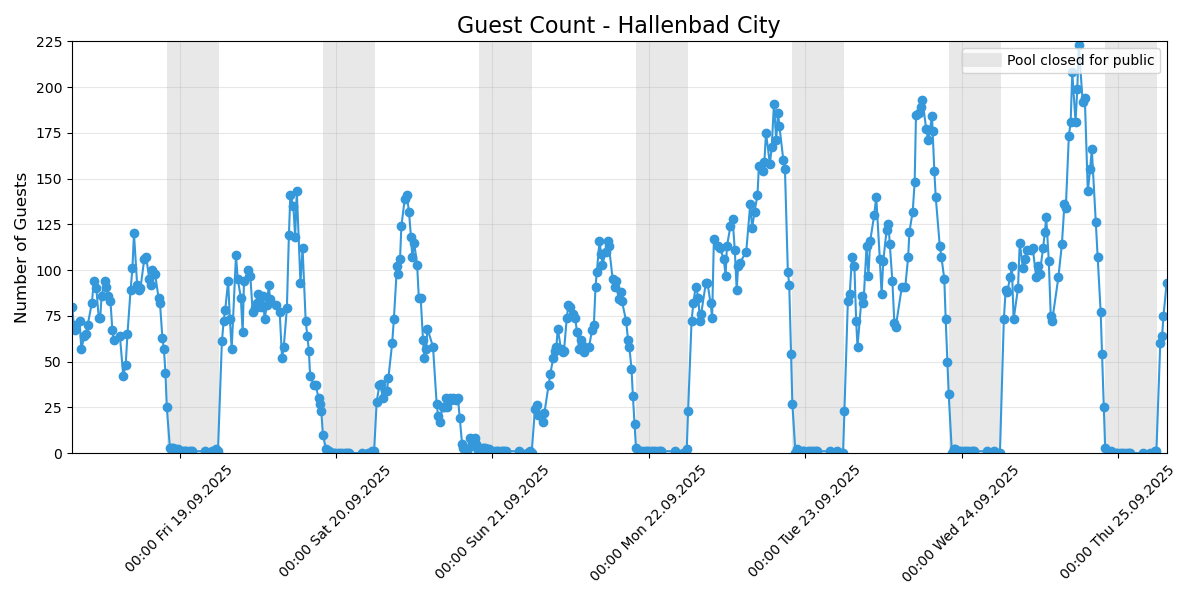 Guest Count - Hallenbad City
Pool closed for public
Number of Guests
225
200
175
150
125
100
75
50
25
0
00:00 Fri 19.09.2025
00:00 Sat 20.09.2025
00:00 Sun 21.09.2025
00:00 Mon 22.09.2025
00:00 Tue 23.09.2025
00:00 Wed 24.09.2025
00:00 Thu 25.09.2025